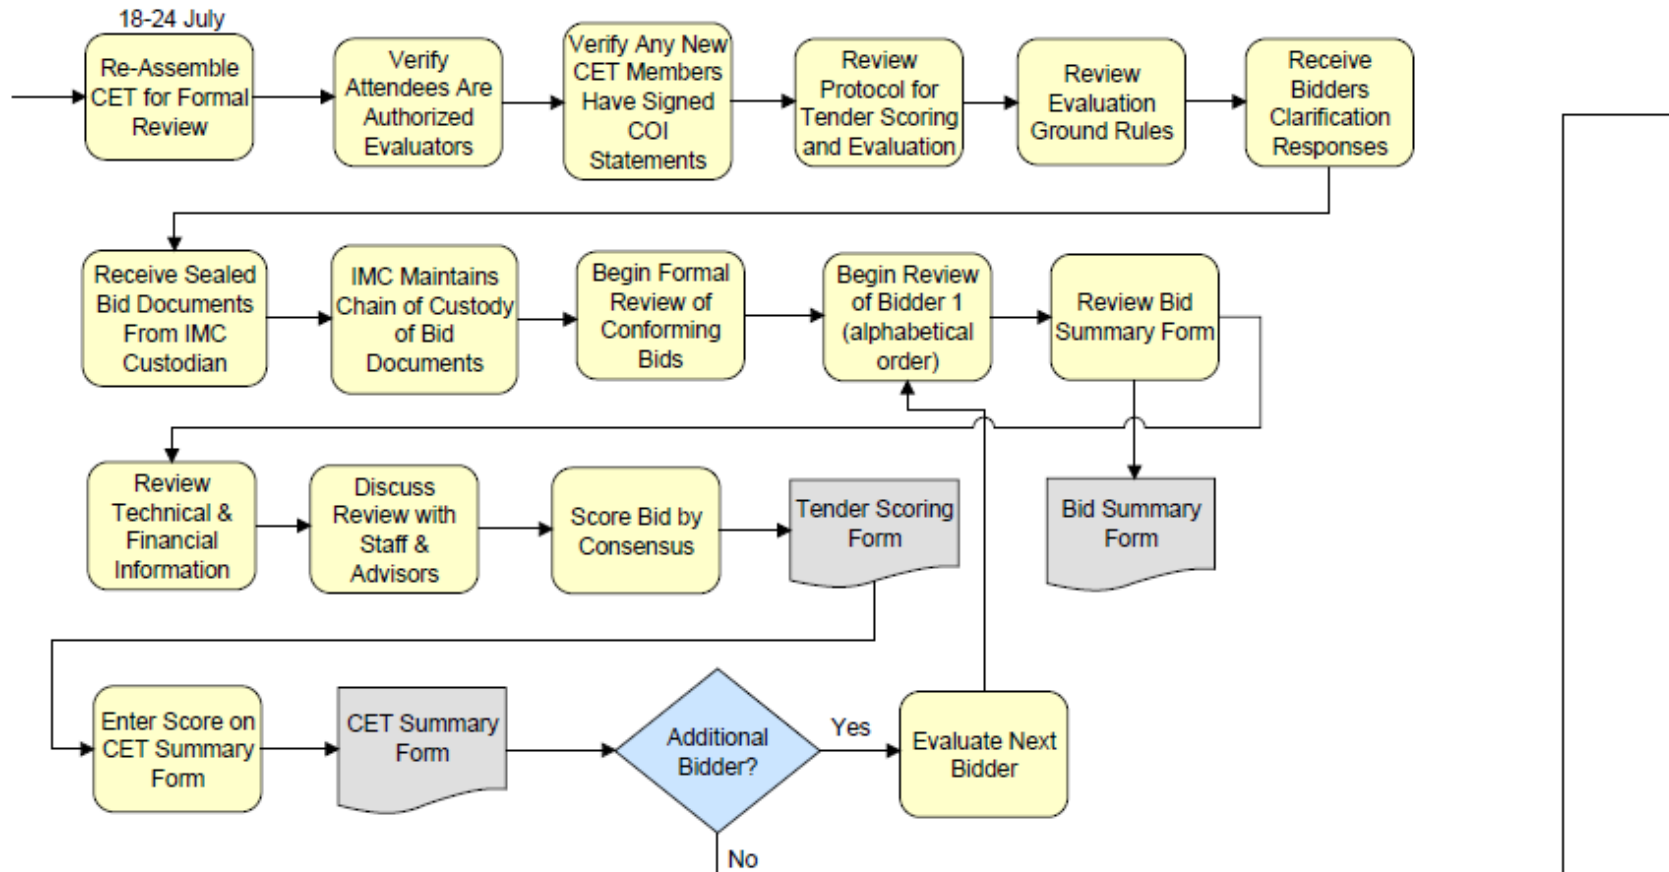 18-24 July
Re-Assemble
CET for Formal
Review
Verify
Attendees Are
Authorized
Evaluators
Verify Any New
CET Members
Have Signed
COI
Statements
Review
Protocol for
Tender Scoring
and Evaluation
Review
Evaluation
Ground Rules
Receive
Bidders
Clarification
Responses
Receive Sealed
Bid Documents
From IMC
Custodian
IMC Maintains
Chain of Custody
of Bid
Documents
Begin Formal
Review of
Conforming
Bids
Begin Review
of Bidder 1
(alphabetical
order)
Review Bid
Summary Form
Review
Technical &
Financial
Information
Discuss
Review with
Staff &
Advisors
Score Bid by
Consensus
Tender Scoring
Form
Bid Summary
Form
Enter Score on
CET Summary
Form
CET Summary
Form
Additional
Bidder?
Yes
Evaluate Next
Bidder
No